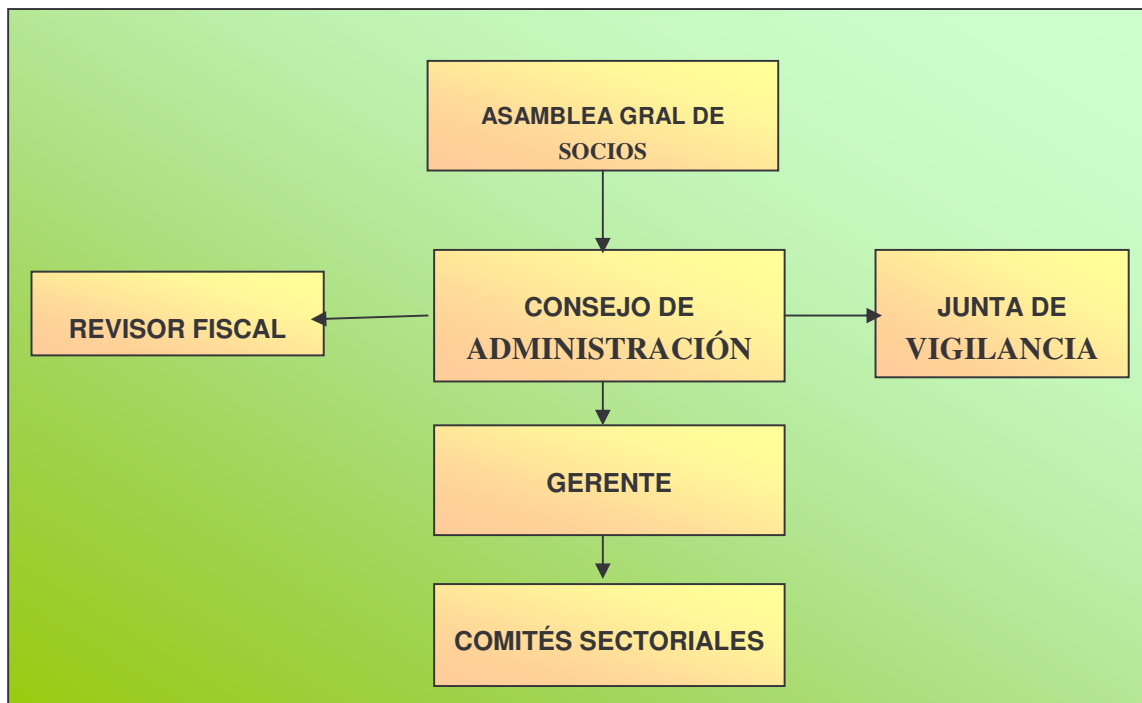 ASAMBLEA GRAL DE
SOCIOS
REVISOR FISCAL
CONSEJO DE
ADMINISTRACIÓN
JUNTA DE
VIGILANCIA
GERENTE
COMITÉS SECTORIALES